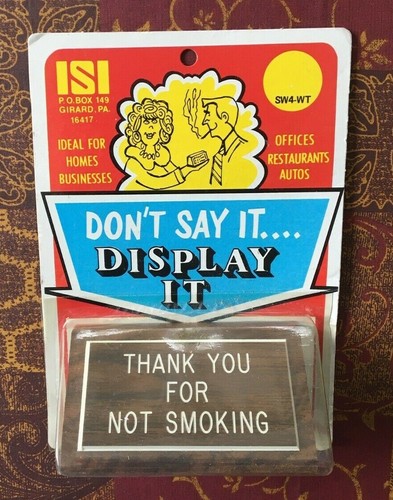 ISI
P.O.BOX 149
GIRARD, PA.
16417
SW4-WT
IDEAL FOR
HOMES
BUSINESSES
OFFICES
RESTAURANTS
AUTOS
DON'T SAY IT....
DISPLAY
IT
THANK YOU
FOR
NOT SMOKING